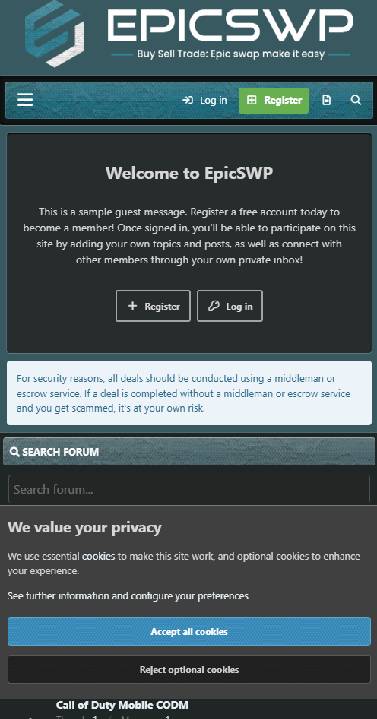 EPICSWP
Buy Sell Trade: Epic swap make it easy
Log in
Register
Welcome to EpicSWP
This is a sample guest message. Register a free account today to
become a member! Once signed in, you'll be able to participate on this
site by adding your own topics and posts, as well as connect with
other members through your own private inbox!
Register
Log in
For security reasons, all deals should be conducted using a middleman or
escrow service. If a deal is completed without a middleman or escrow service
and you get scammed, it's at your own risk.
SEARCH FORUM
Search forum...
We value your privacy
We use essential cookies to make this site work, and optional cookies to enhance
your experience.
See further information and configure your preferences
Accept all cookies
Reject optional cookies
Call of Duty Mobile CODM